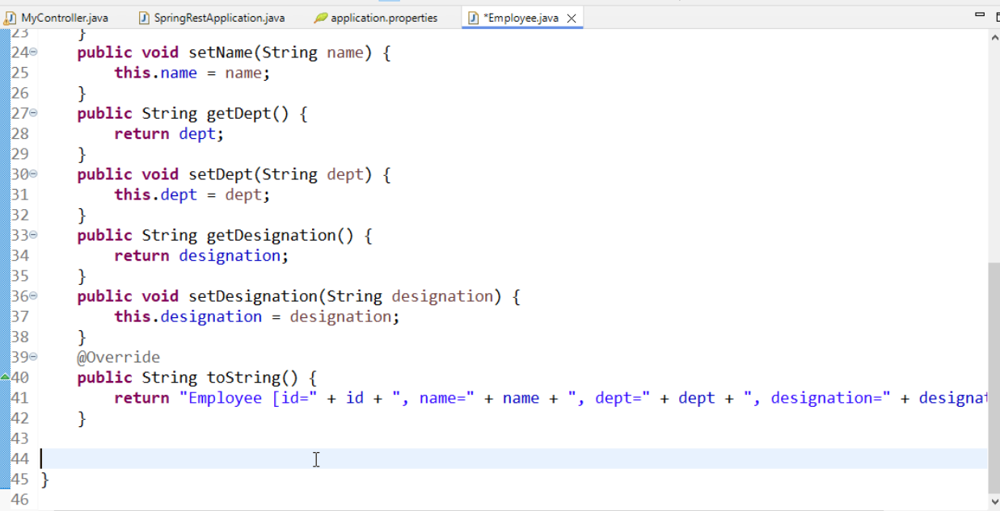 MyController.java SpringRestApplication.java application.properties *Employee.java
23 }
24 public void setName(String name) {
25 this.name = name;
26 }
27 public String getDept() {
28 return dept;
29 }
30 public void setDept(String dept) {
31 this.dept = dept;
32 }
33 public String getDesignation() {
34 return designation;
35 }
36 public void setDesignation(String designation) {
37 this.designation = designation;
38 }
39 @Override
40 public String toString() {
41 return "Employee [id=" + id + ", name=" + name + ", dept=" + dept + ", designation=" + designat
42 }
43
44
45 }
46